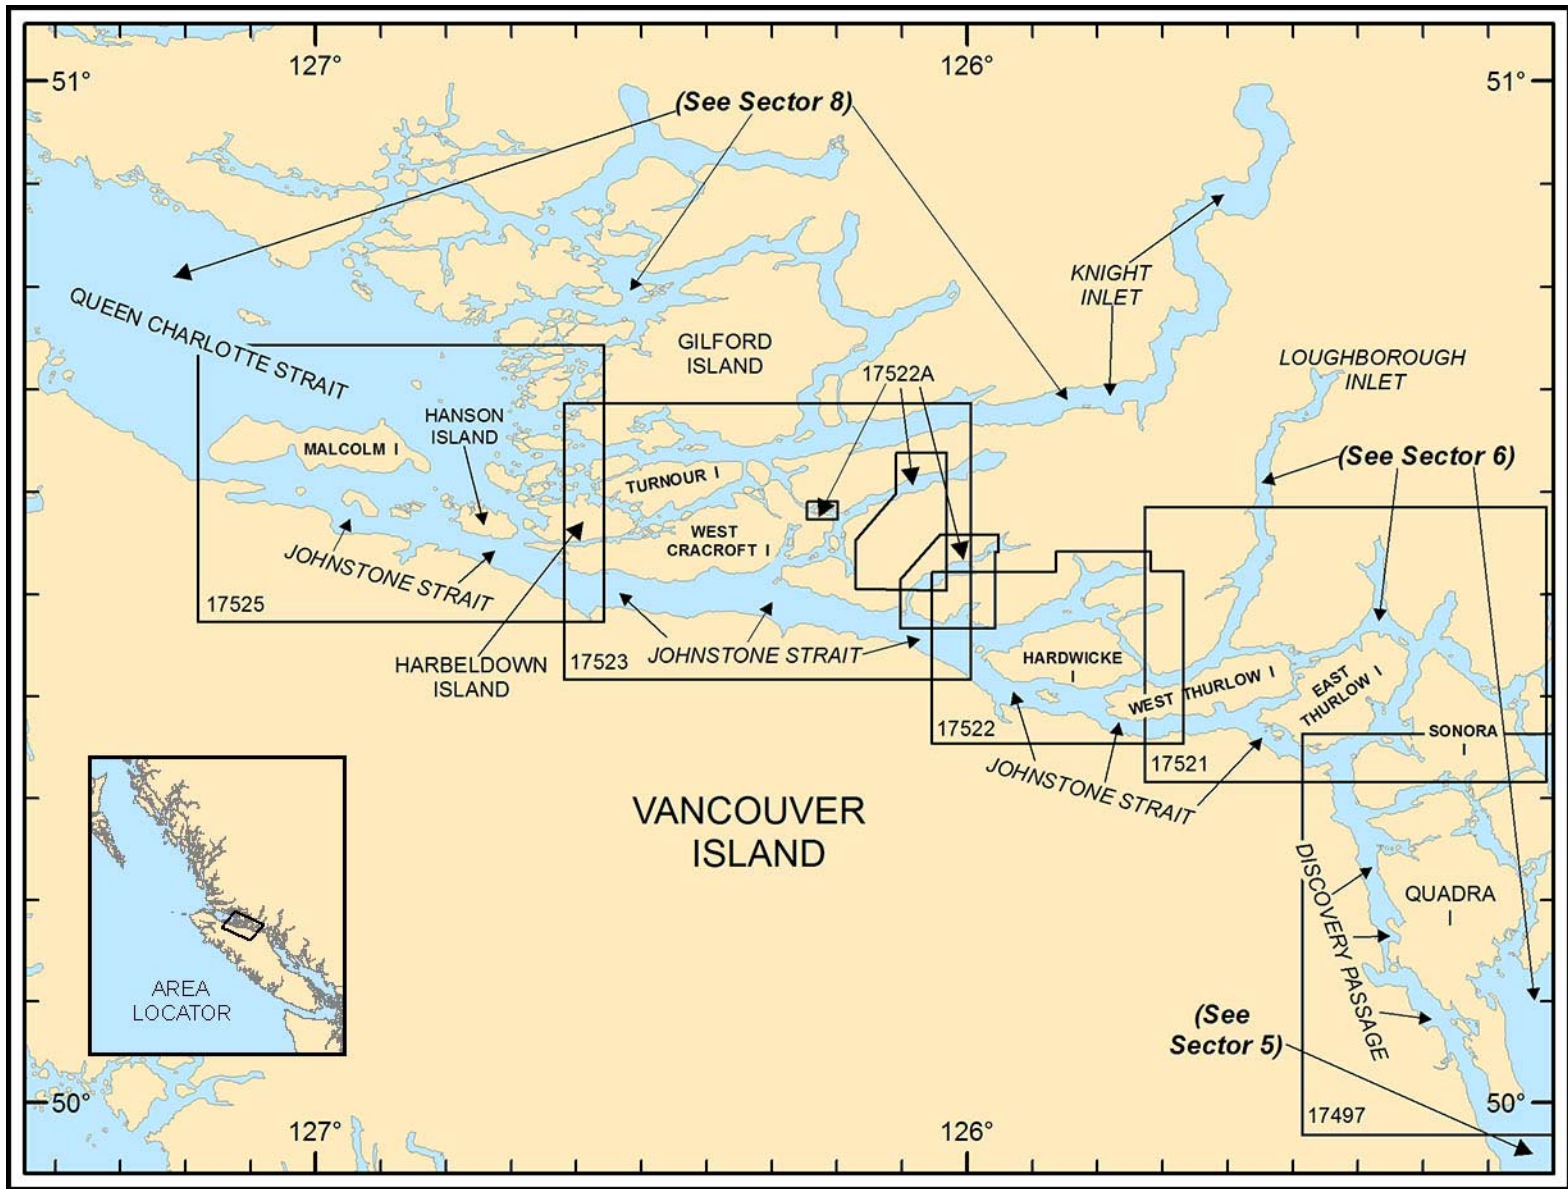 127°
126°
51°
51°
(See Sector 8)
KNIGHT
INLET
QUEEN CHARLOTTE STRAIT
GILFORD
ISLAND
LOUGHBOROUGH
INLET
17522A
HANSON
ISLAND
MALCOLM I
(See Sector 6)
TURNOUR I
WEST
CRACROFT I
JOHNSTONE STRAIT
17525
HARBELDOWN
ISLAND
17523
JOHNSTONE STRAIT
HARDWICKE
I
WEST THURLOW I
EAST
THURLOW I
17522
SONORA
I
17521
JOHNSTONE STRAIT
VANCOUVER
ISLAND
DISCOVERY PASSAGE
QUADRA
I
AREA
LOCATOR
(See
Sector 5)
50°
50°
17497
127°
126°